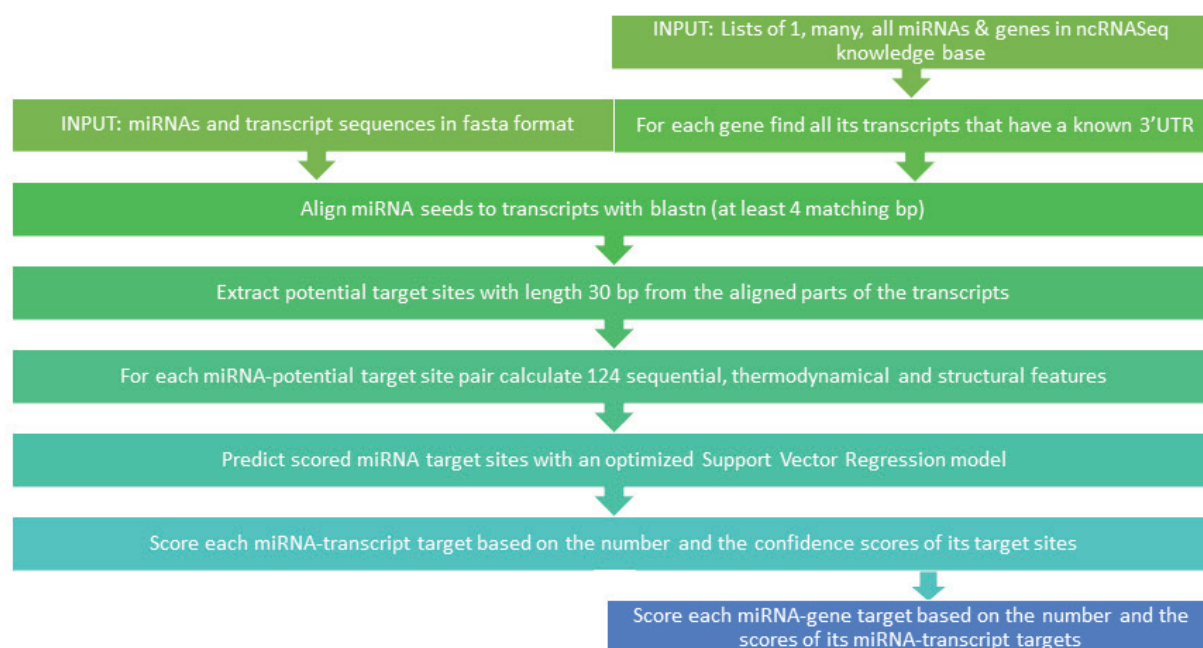 INPUT: Lists of 1, many, all miRNAs & genes in ncRNASeq
knowledge base
INPUT: miRNAs and transcript sequences in fasta format
For each gene find all its transcripts that have a known 3'UTR
Align miRNA seeds to transcripts with blastn (at least 4 matching bp)
Extract potential target sites with length 30 bp from the aligned parts of the transcripts
For each miRNA-potential target site pair calculate 124 sequential, thermodynamical and structural features
Predict scored miRNA target sites with an optimized Support Vector Regression model
Score each miRNA-transcript target based on the number and the confidence scores of its target sites
Score each miRNA-gene target based on the number and the
scores of its miRNA-transcript targets